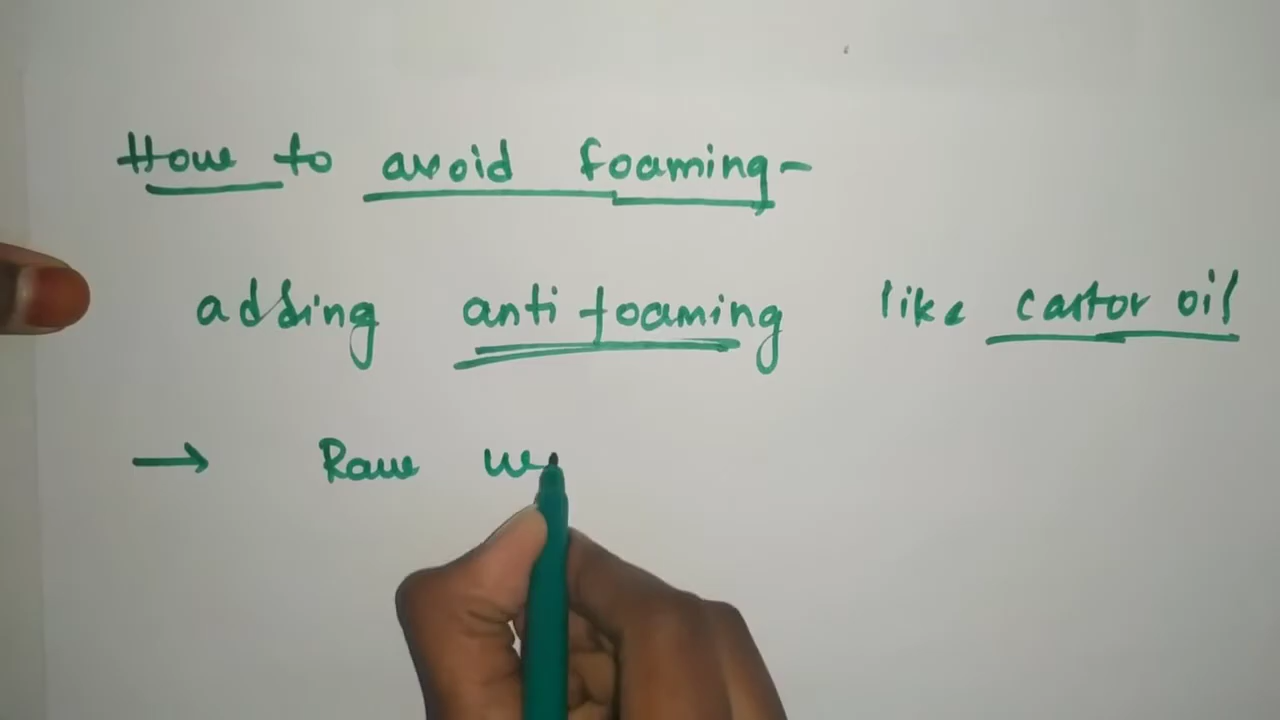 How to avoid foaming-
adding anti foaming like castor oil
→ Raw